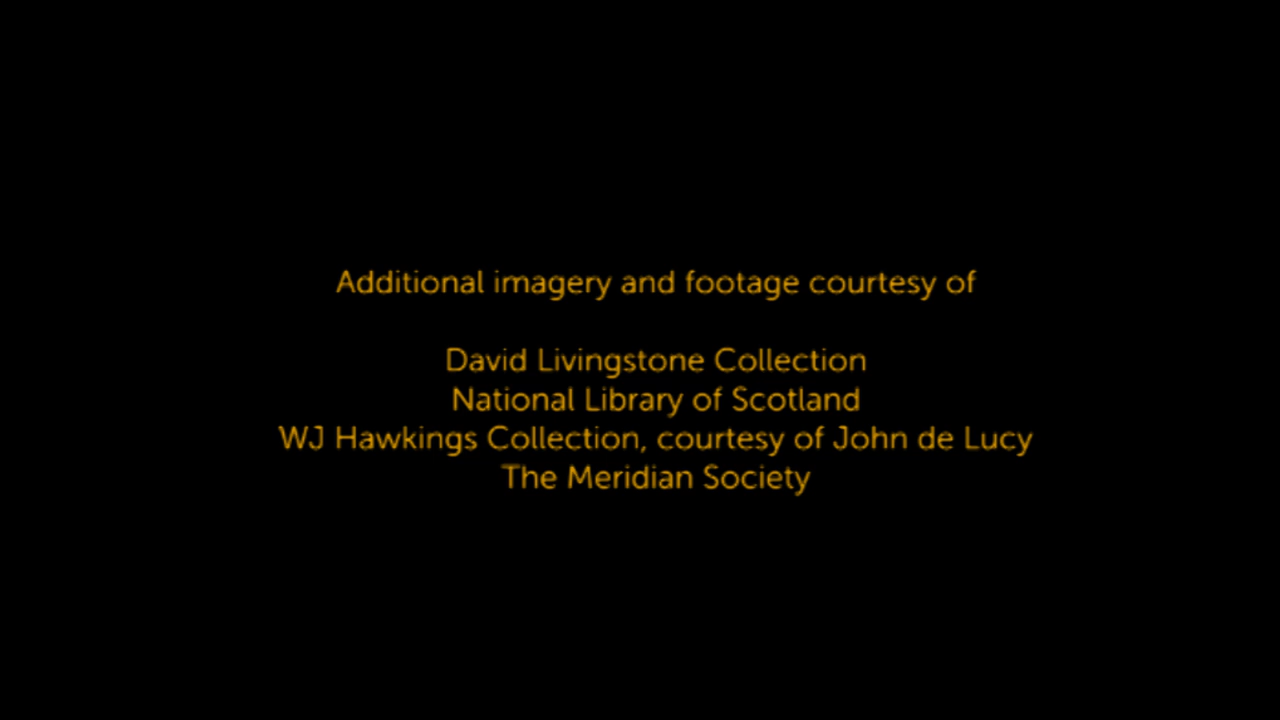 Additional imagery and footage courtesy of
David Livingstone Collection
National Library of Scotland
WJ Hawkings Collection, courtesy of John de Lucy
The Meridian Society